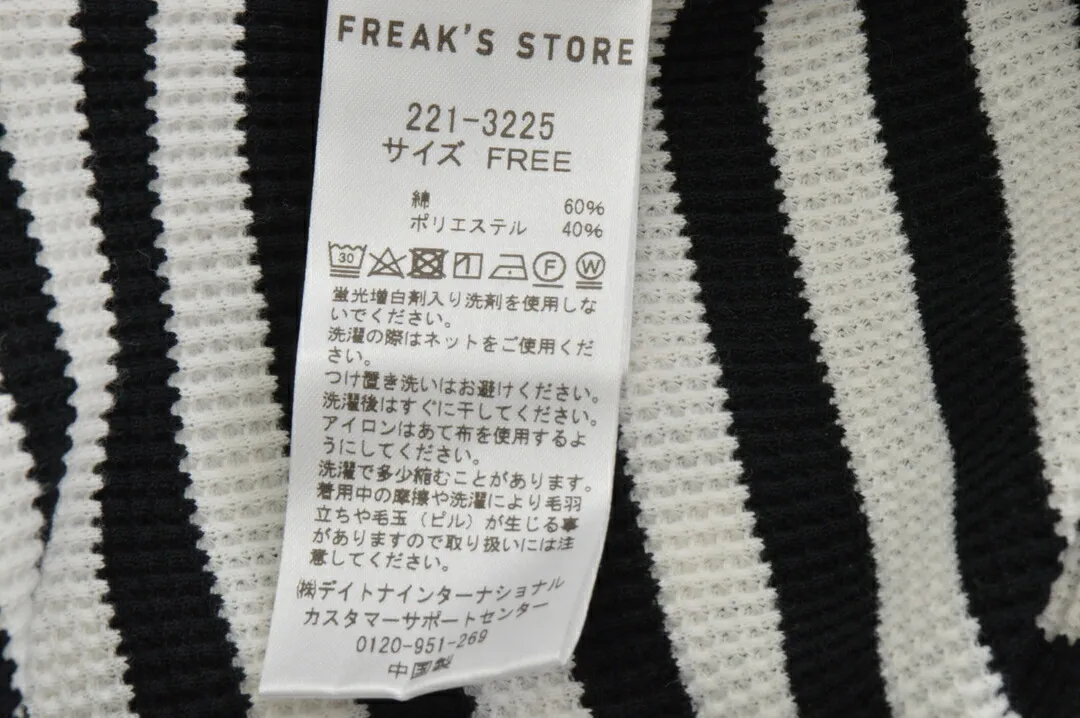 FREAK'S STORE
221-3225
サイズ FREE
綿 60%
ポリエステル 40%
30 F W
蛍光増白剤入り洗剤を使用しな
いでください。
洗濯の際はネットをご使用くだ
さい。
つけ置き洗いはお避けください。
洗濯後はすぐに干してください。
アイロンはあて布を使用するよ
うにしてください。
洗濯で多少縮むことがあります。
着用中の摩擦や洗濯により毛羽
立ちや毛玉(ピル)が生じる事
がありますので取り扱いには注
意してください。
㈱デイトナインターナショナル
カスタマーサポートセンター
0120-951-269
中国製